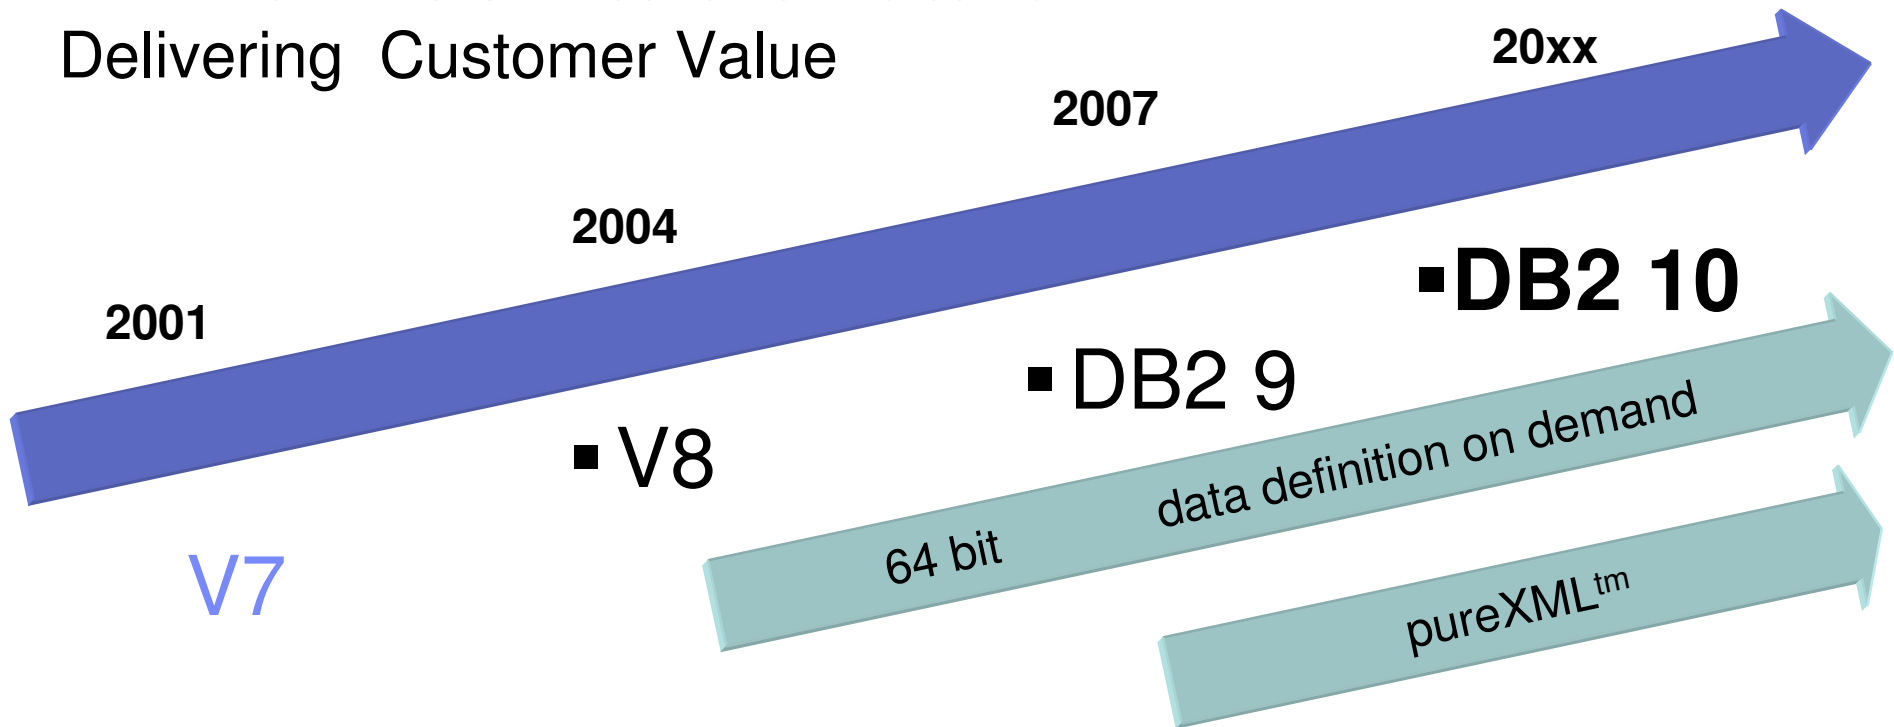 Delivering Customer Value
20xx
2007
2004
2001
▪DB2 10
▪ DB2 9
▪ V8
V7
64 bit data definition on demand
pureXMLtm